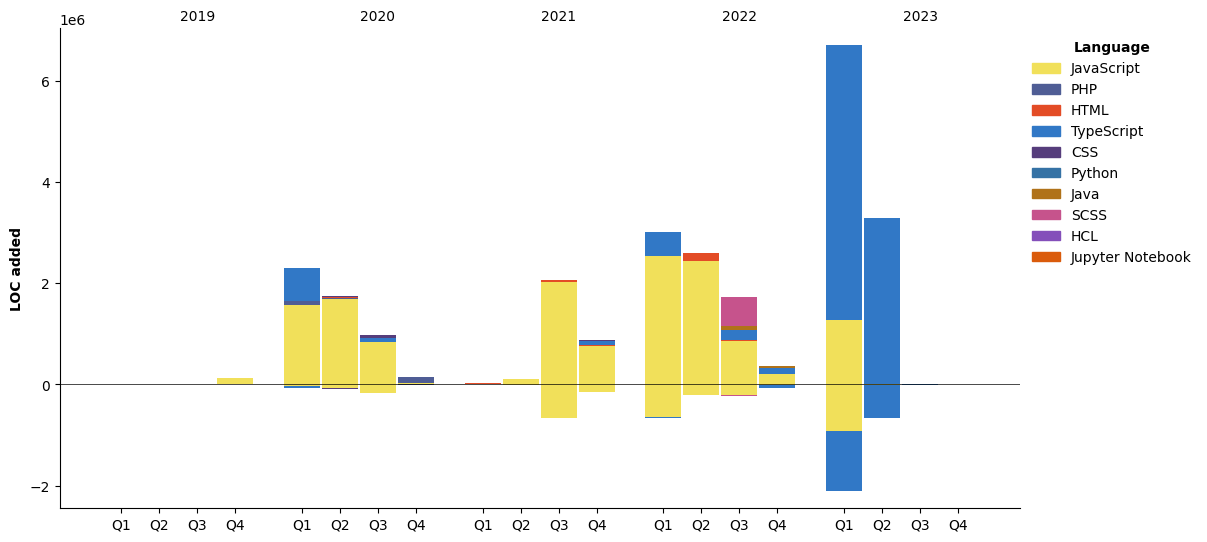 2019 2020 2021 2022 2023
1e6
Language
JavaScript
PHP
HTML
TypeScript
CSS
Python
Java
SCSS
HCL
Jupyter Notebook
LOC added
6
4
2
0
−2
Q1 Q2 Q3 Q4 Q1 Q2 Q3 Q4 Q1 Q2 Q3 Q4 Q1 Q2 Q3 Q4 Q1 Q2 Q3 Q4